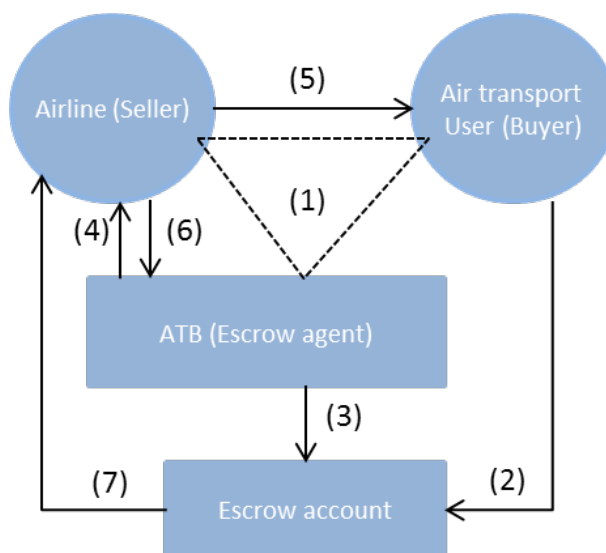 (5)
Airline (Seller)
Air transport
User (Buyer)
(1)
(4)
(6)
ATB (Escrow agent)
(3)
(7)
(2)
Escrow account